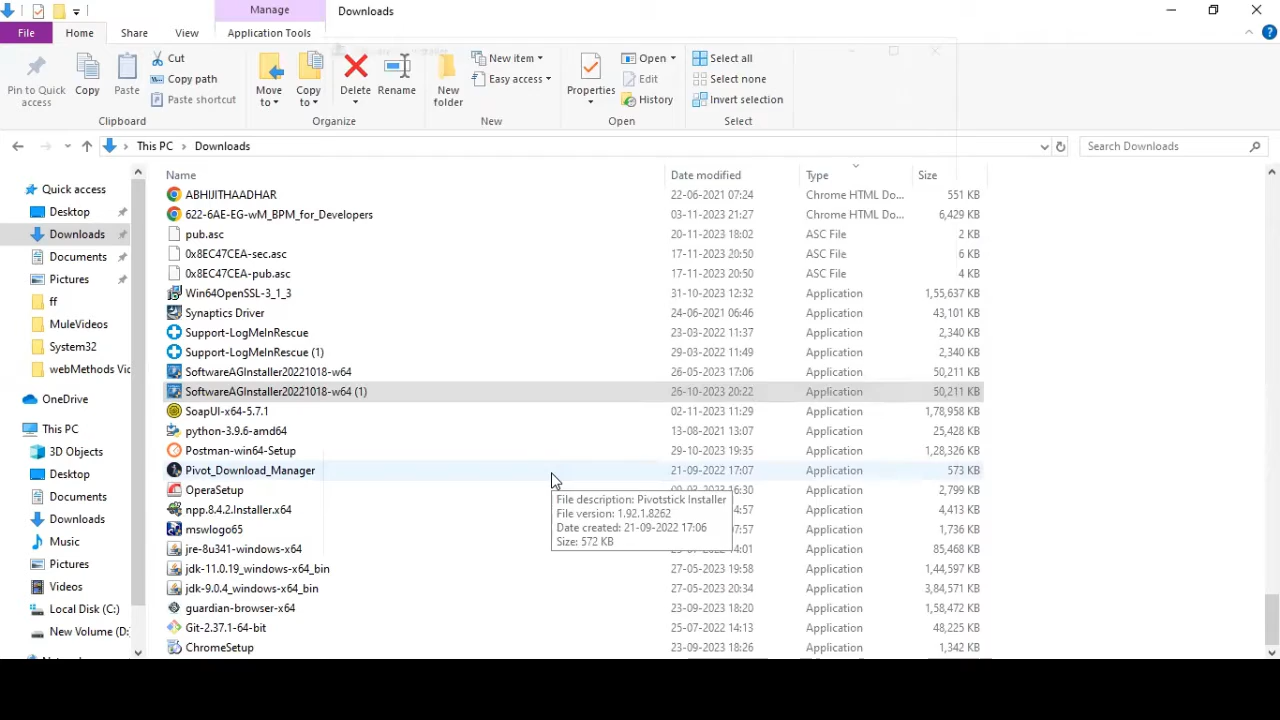 Manage
Downloads
File
Home
Share
View
Application Tools
Pin to Quick access
Copy
Paste
Cut
Copy path
Paste shortcut
Clipboard
Move to
Copy to
Delete
Rename
Organize
New folder
New item
Easy access
New
Properties
Open
Edit
History
Open
Select all
Select none
Invert selection
Select
This PC > Downloads
Search Downloads
Quick access
Desktop
Downloads
Documents
Pictures
ff
MuleVideos
System32
webMethods Vic
OneDrive
This PC
3D Objects
Desktop
Documents
Downloads
Music
Pictures
Videos
Local Disk (C:)
New Volume (D:
Name Date modified Type Size
ABHIJITHAADHAR 22-06-2021 07:24 Chrome HTML Do... 551 KB
622-6AE-EG-wM_BPM_for_Developers 03-11-2023 21:27 Chrome HTML Do... 6,429 KB
pub.asc 20-11-2023 18:02 ASC File 2 KB
0x8EC47CEA-sec.asc 17-11-2023 20:50 ASC File 6 KB
0x8EC47CEA-pub.asc 17-11-2023 20:50 ASC File 4 KB
Win64OpenSSL-3_1_3 31-10-2023 12:32 Application 1,55,637 KB
Synaptics Driver 24-06-2021 06:46 Application 43,101 KB
Support-LogMeInRescue 23-03-2022 11:37 Application 2,340 KB
Support-LogMeInRescue (1) 29-03-2022 11:49 Application 2,340 KB
SoftwareAGInstaller20221018-w64 26-05-2023 17:06 Application 50,211 KB
SoftwareAGInstaller20221018-w64 (1) 26-10-2023 20:22 Application 50,211 KB
SoapUI-x64-5.7.1 02-11-2023 11:29 Application 1,78,958 KB
python-3.9.6-amd64 13-08-2021 13:07 Application 25,428 KB
Postman-win64-Setup 29-10-2023 19:35 Application 1,28,326 KB
Pivot_Download_Manager 21-09-2022 17:07 Application 573 KB
OperaSetup 16:30 Application 2,799 KB
npp.8.4.2.Installer.x64 4:57 Application 4,413 KB
mswlogo65 07:57 Application 1,736 KB
jre-8u341-windows-x64 14:01 Application 85,468 KB
jdk-11.0.19_windows-x64_bin 27-05-2023 19:58 Application 1,44,597 KB
jdk-9.0.4_windows-x64_bin 27-05-2023 20:34 Application 3,84,571 KB
guardian-browser-x64 23-09-2023 18:20 Application 1,58,472 KB
Git-2.37.1-64-bit 25-07-2022 14:13 Application 48,225 KB
ChromeSetup 23-09-2023 18:26 Application 1,342 KB
File description: Pivotstick Installer
File version: 1.92.1.8262
Date created: 21-09-2022 17:06
Size: 572 KB